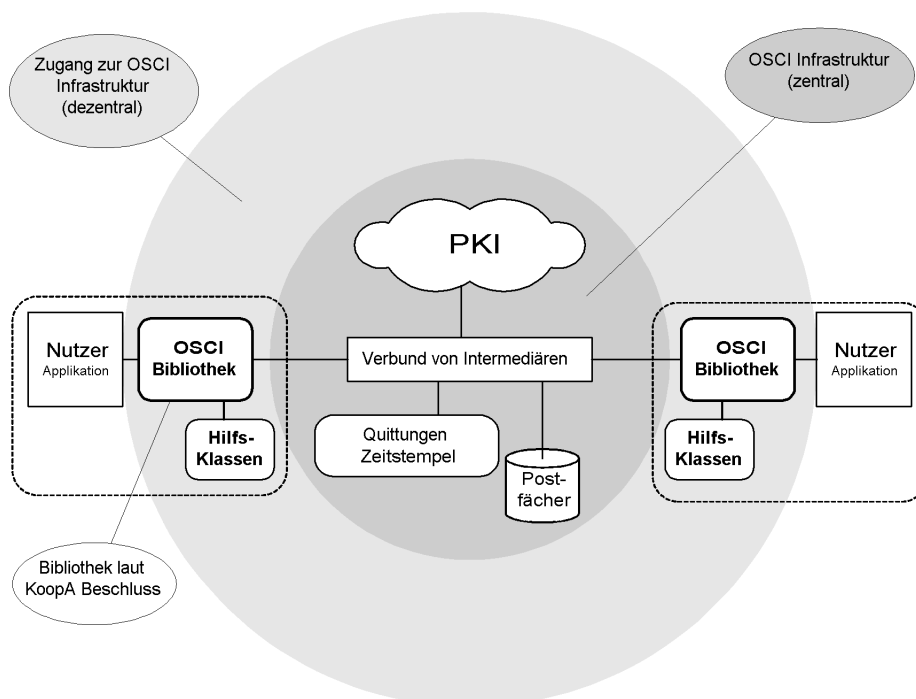 Zugang zur OSCI
Infrastruktur
(dezentral)
OSCI Infrastruktur
(zentral)
PKI
Nutzer
Applikation
OSCI
Bibliothek
Hilfs-
Klassen
Verbund von Intermediären
Quittungen
Zeitstempel
Post-
fächer
OSCI
Bibliothek
Hilfs-
Klassen
Nutzer
Applikation
Bibliothek laut
KoopA Beschluss